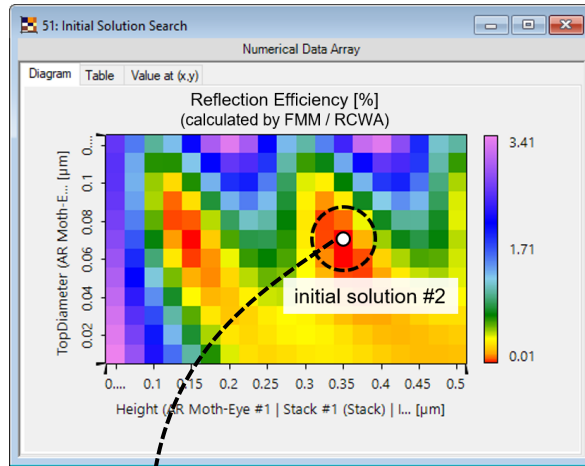 51: Initial Solution Search
Numerical Data Array
Diagram Table Value at (x,y)
Reflection Efficiency [%]
(calculated by FMM / RCWA)
3.41
1.71
0.01
TopDiameter (AR Moth-E... [µm]
0....
0.1
0.08
0.06
0.04
0.02
initial solution #2
0.... 0.1 0.15 0.2 0.25 0.3 0.35 0.4 0.45 0.5
Height (AR Moth-Eye #1 | Stack #1 (Stack) | I... [µm]